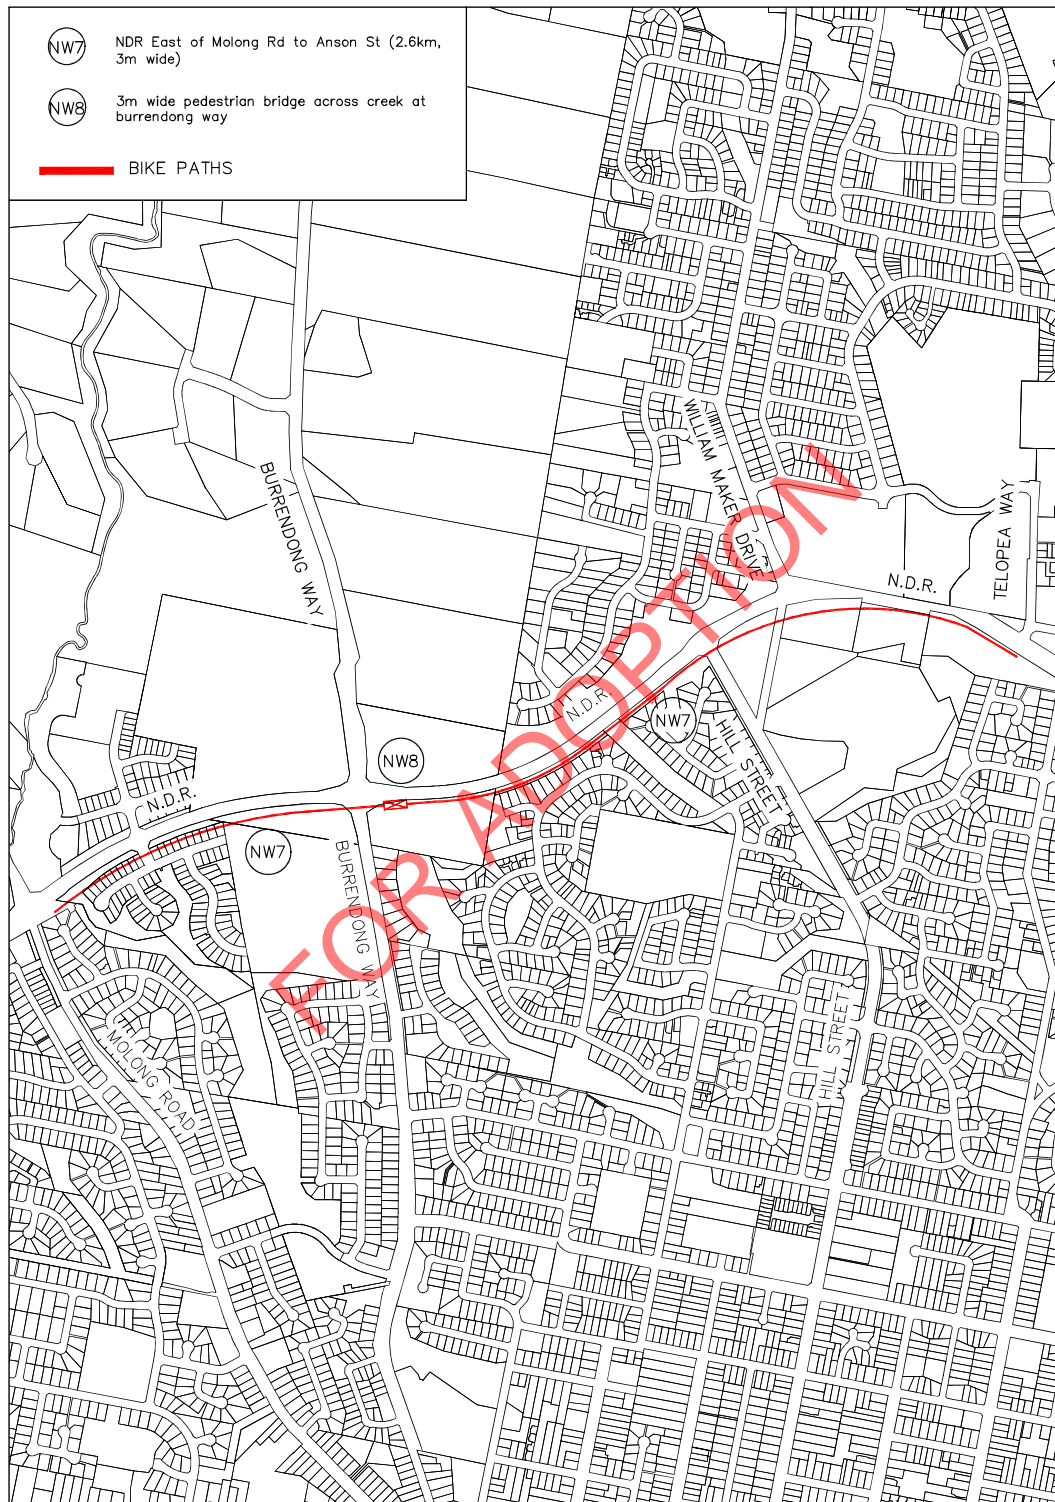 NW7
NDR East of Molong Rd to Anson St (2.6km,
3m wide)
NW8
3m wide pedestrian bridge across creek at
burrendong way
BIKE PATHS
WILLIAM MAKER DRIVE
BURRENDONG WAY
TELOPEA WAY
N.D.R.
N.D.R.
NW7
HILL STREET
NW8
N.D.R.
NW7
BURRENDONG WAY
FOR ADOPTION
MOLONG ROAD
HILL STREET